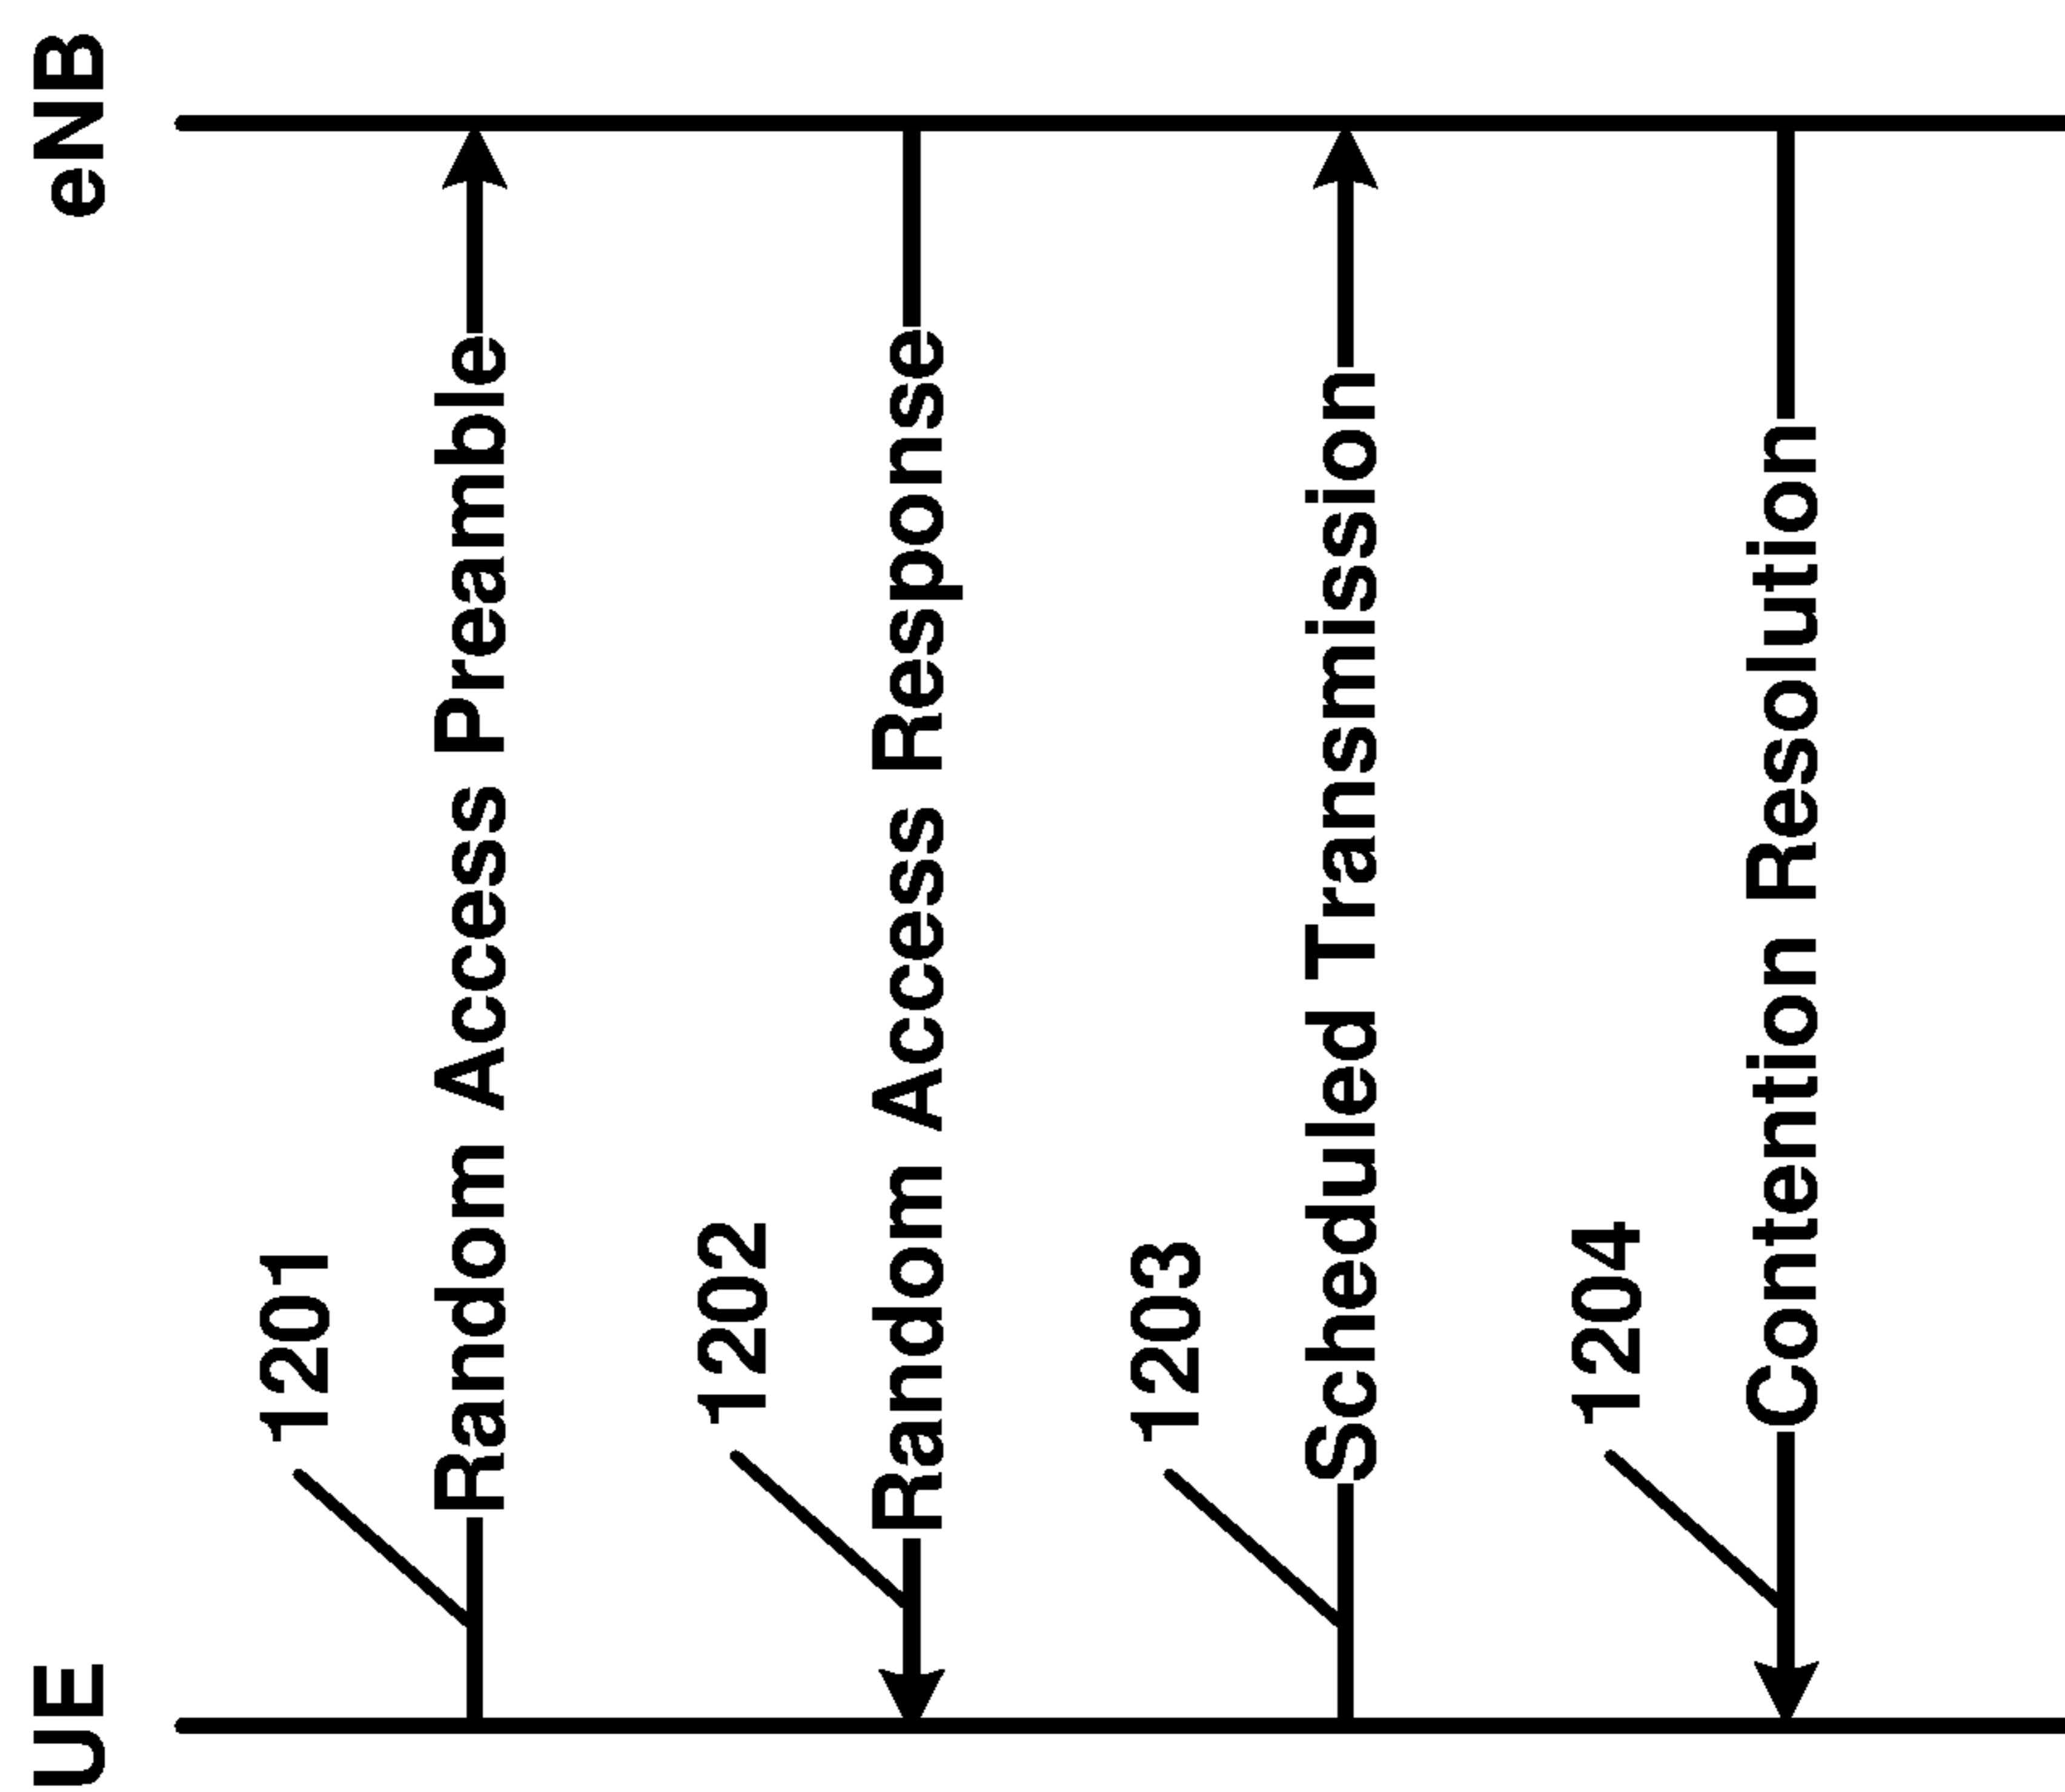 UE
eNB
1201
Random Access Preamble
1202
Random Access Response
1203
Scheduled Transmission
1204
Contention Resolution